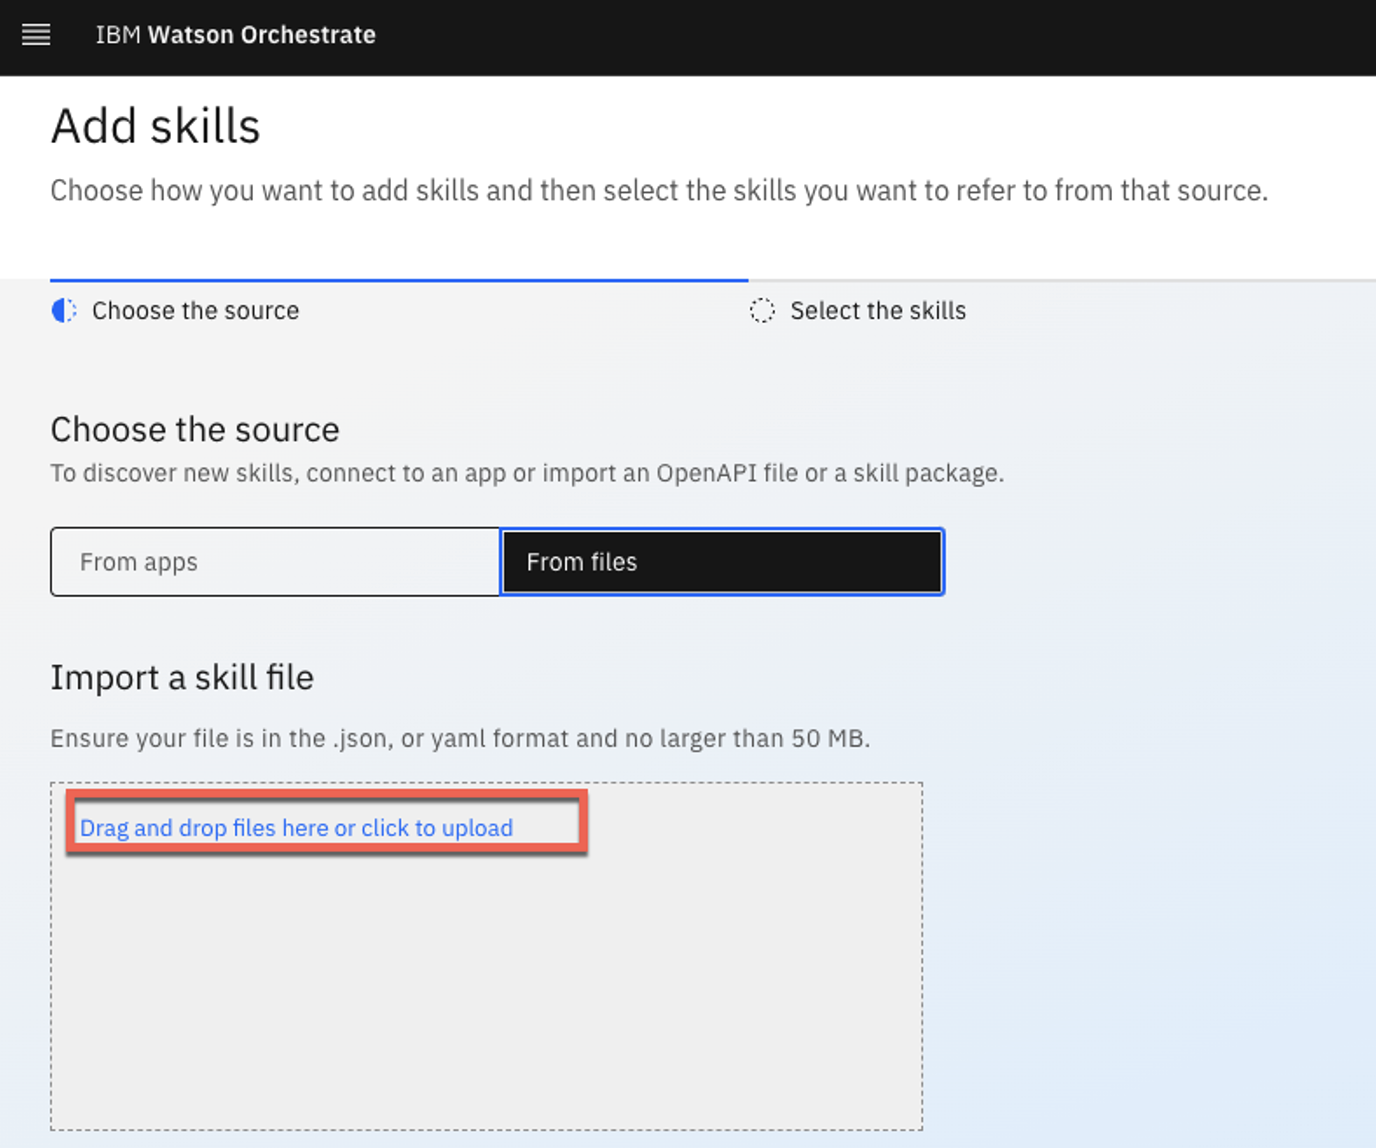 IBM Watson Orchestrate
Add skills
Choose how you want to add skills and then select the skills you want to refer to from that source.
Choose the source
Select the skills
Choose the source
To discover new skills, connect to an app or import an OpenAPI file or a skill package.
From apps
From files
Import a skill file
Ensure your file is in the .json, or yaml format and no larger than 50 MB.
Drag and drop files here or click to upload